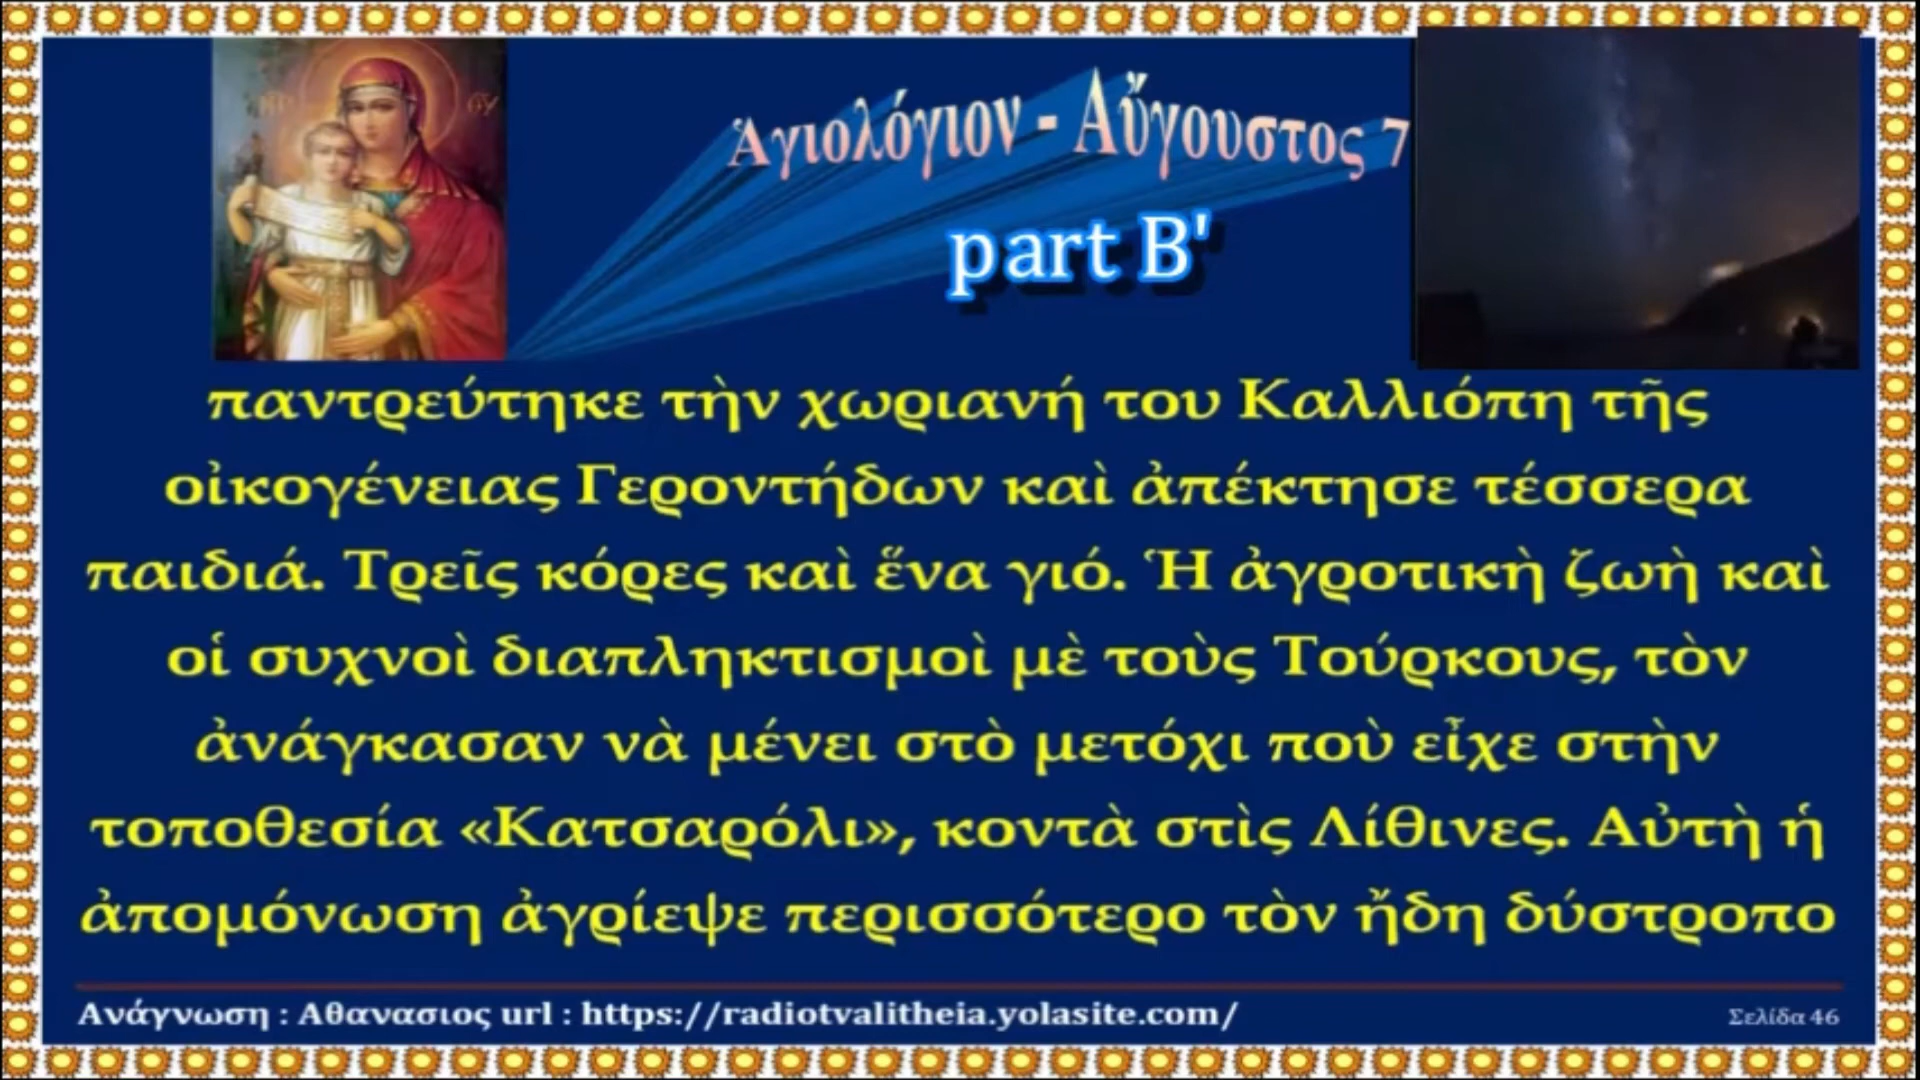 Ἁγιολόγιον - Αὔγουστος 7
part B'
παντρεύτηκε τὴν χωριανή του Καλλιόπη τῆς
οἰκογένειας Γεροντήδων καὶ ἀπέκτησε τέσσερα
παιδιά. Τρεῖς κόρες καὶ ἕνα γιό. Ἡ ἀγροτικὴ ζωὴ καὶ
οἱ συχνοὶ διαπληκτισμοὶ μὲ τοὺς Τούρκους, τὸν
ἀνάγκασαν νὰ μένει στὸ μετόχι ποὺ εἶχε στὴν
τοποθεσία «Κατσαρόλι», κοντὰ στὶς Λίθινες. Αὐτὴ ἡ
ἀπομόνωση ἀγρίεψε περισσότερο τὸν ἤδη δύστροπο
Ανάγνωση : Αθανασιος url : https://radiotvalitheia.yolasite.com/
Σελίδα 46